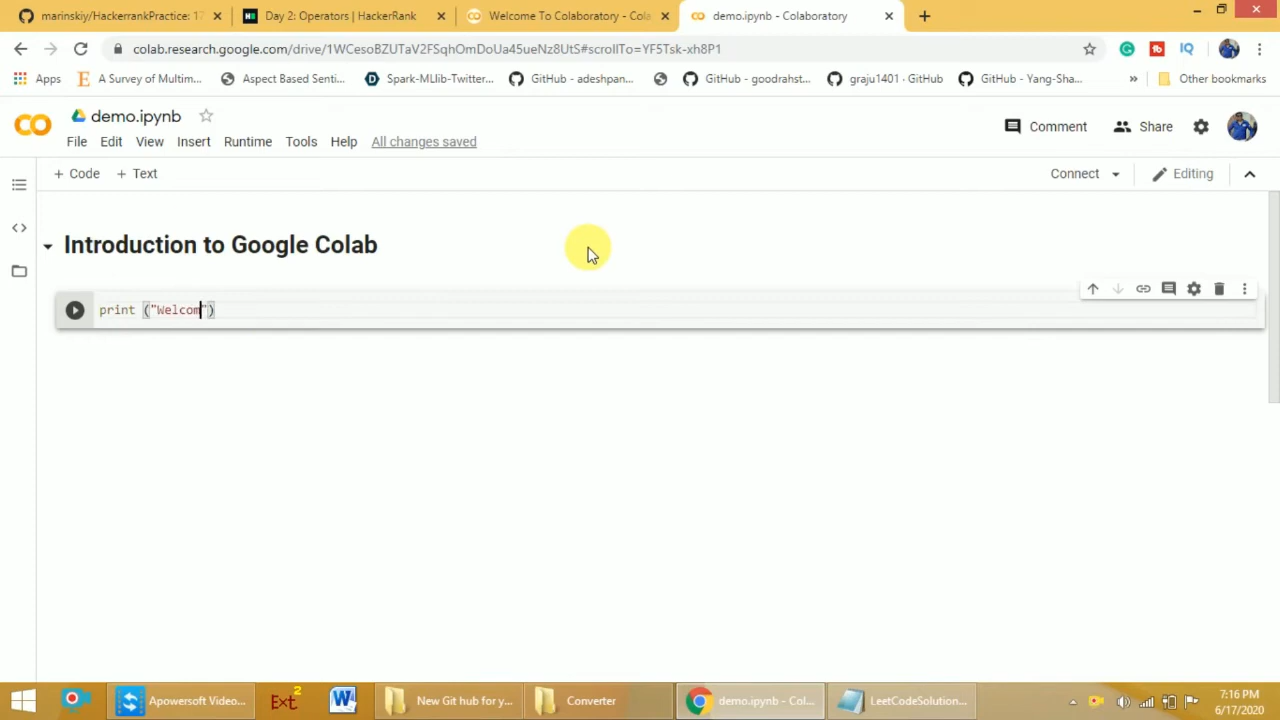 marinskiy/HackerrankPractice: 17
Day 2: Operators | HackerRank
Welcome To Colaboratory - Cola
demo.ipynb - Colaboratory
colab.research.google.com/drive/1WCesoBZUTaV2FSqhOmDoUa45ueNz8UtS#scrollTo=YF5Tsk-xh8P1
Apps
A Survey of Multim...
Aspect Based Senti...
Spark-MLlib-Twitter...
GitHub - adeshpan...
GitHub - goodrahst...
graju1401 · GitHub
GitHub - Yang-Sha...
»
Other bookmarks
demo.ipynb
Comment
Share
File Edit View Insert Runtime Tools Help All changes saved
+ Code + Text
Connect
Editing
Introduction to Google Colab
print ("Welcom")
Apowersoft Video...
Ext2
New Git hub for y...
Converter
demo.ipynb - Col...
LeetCodeSolution...
7:16 PM
6/17/2020